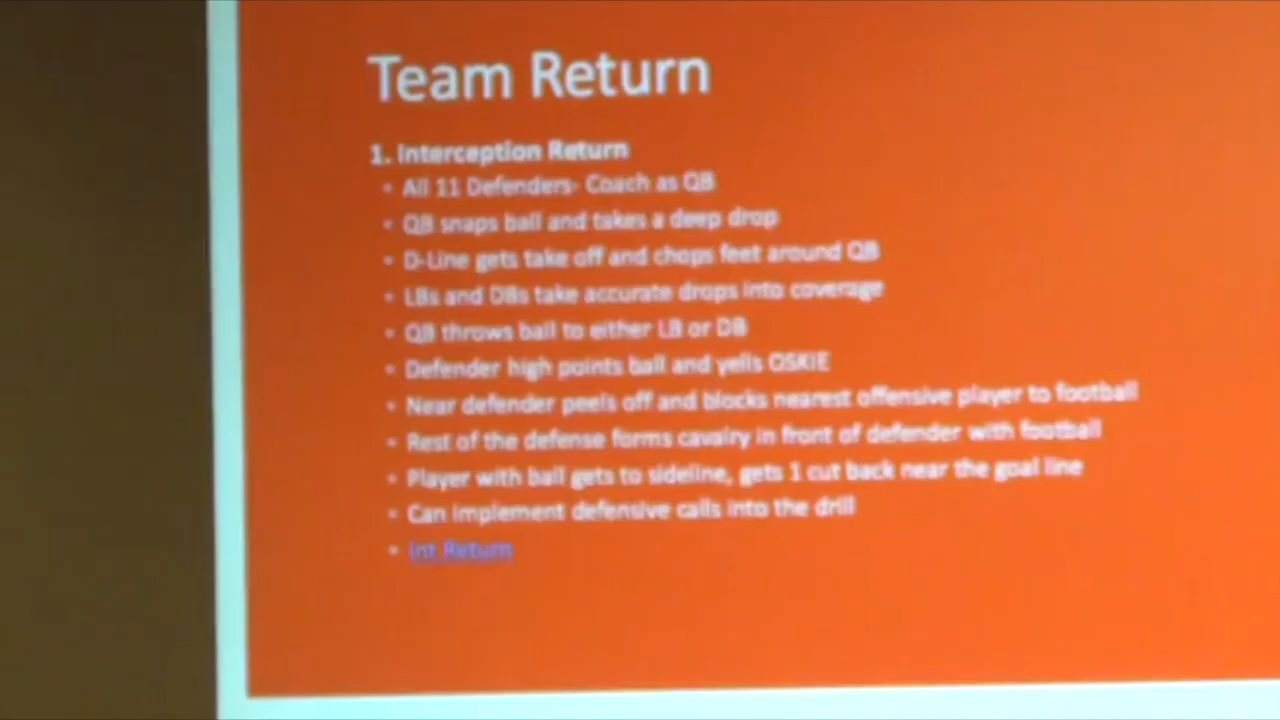 Team Return
1. Interception Return
• All 11 Defenders- Coach as QB
• QB snaps ball and takes a deep drop
• D-Line gets take off and chops feet around QB
• LBs and DBs take accurate drops into coverage
• QB throws ball to either LB or DB
• Defender high points ball and yells OSKIE
• Near defender peels off and blocks nearest offensive player to football
• Rest of the defense forms cavalry in front of defender with football
• Player with ball gets to sideline, gets 1 cut back near the goal line
• Can implement defensive calls into the drill
• Int Return